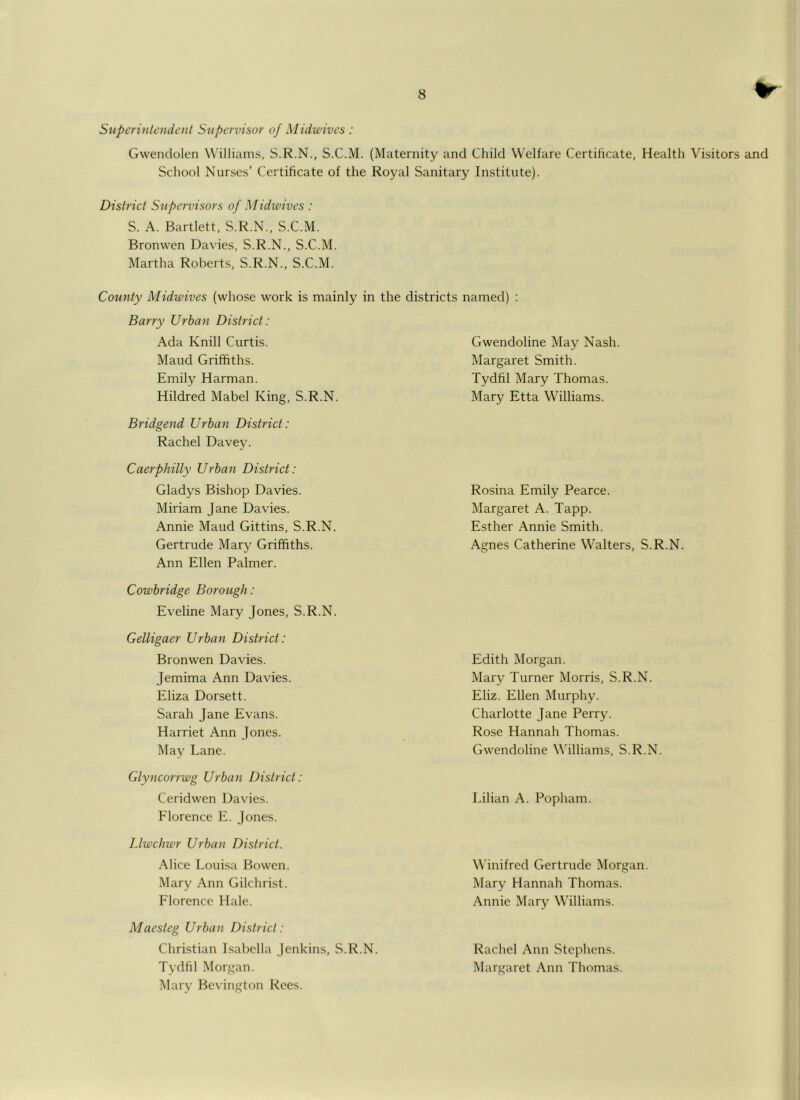 8
Superintendent Supervisor of Midwives :
Gwendolen Williams, S.R.N., S.C.M. (Maternity and Child Welfare Certificate, Health Visitors and
School Nurses' Certificate of the Royal Sanitary Institute).
District Supervisors of Midwives :
S. A. Bartlett, S.R.N., S.C.M.
Bronwen Davies, S.R.N., S.C.M.
Martha Roberts, S.R.N., S.C.M.
County Midwives (whose work is mainly in the districts named) :
Barry Urban District:
Ada Knill Curtis.
Maud Griffiths.
Emily Harman.
Hildred Mabel King, S.R.N.
Gwendoline May Nash.
Margaret Smith.
Tydfil Mary Thomas.
Mary Etta Williams.
Bridgend Urban District:
Rachel Davey.
Caerphilly Urban District:
Gladys Bishop Davies.
Miriam Jane Davies.
Annie Maud Gittins, S.R.N.
Gertrude Mary Griffiths.
Ann Ellen Palmer.
Rosina Emily Pearce.
Margaret A. Tapp.
Esther Annie Smith.
Agnes Catherine Walters, S.R.N.
Cowbridge Borough:
Eveline Mary Jones, S.R.N.
Gelligaer Urban District:
Bronwen Davies.
Jemima Ann Davies.
Eliza Dorsett.
Sarah Jane Evans.
Harriet Ann Jones.
May Lane.
Edith Morgan.
Mary Turner Morris, S.R.N.
Eliz. Ellen Murphy.
Charlotte Jane Perry.
Rose Hannah Thomas.
Gwendoline Williams, S.R.N.
Glyncorrwg Urban District:
Ceridwen Davies.
Florence E. Jones.
Lilian A. Popham.
Llwchwr Urban District.
Alice Louisa Bowen.
Mary Ann Gilchrist.
Florence Hale.
Winifred Gertrude Morgan.
Mary Hannah Thomas.
Annie Mary Williams.
Maesteg Urban District:
Christian Isabella Jenkins, S.R.N.
Tydfil Morgan.
Mary Bevington Rees.
Rachel Ann Stephens.
Margaret Ann Thomas.